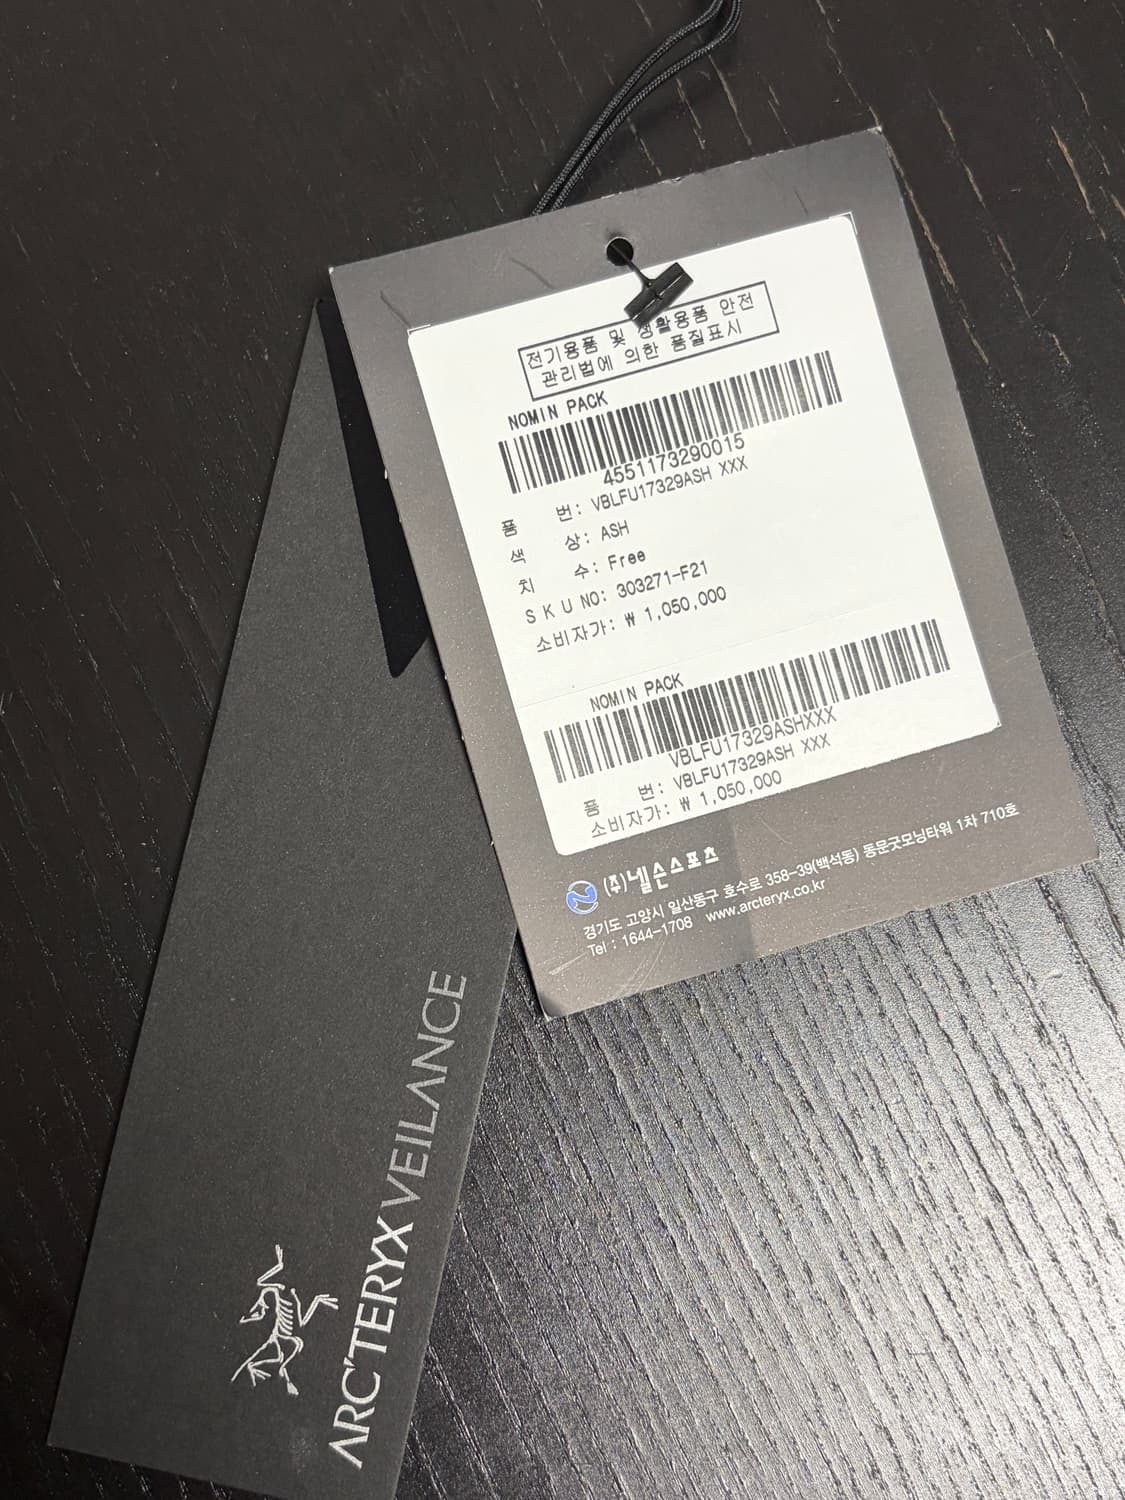 전기용품 및 생활용품 안전
관리법에 의한 품질표시
NOMIN PACK
4551173290015
품 번: VBLFU17329ASH XXX
색 상: ASH
치 수: Free
S K U NO: 303271-F21
소비자가: ₩ 1,050,000
NOMIN PACK
VBLFU17329ASHXXX
품 번: VBLFU17329ASH XXX
소비자가: ₩ 1,050,000
(주)넬슨스포츠
경기도 고양시 일산동구 호수로 358-39(백석동) 동문굿모닝타워 1차 710호
Tel : 1644-1708 www.arcteryx.co.kr
ARC'TERYX VEILANCE